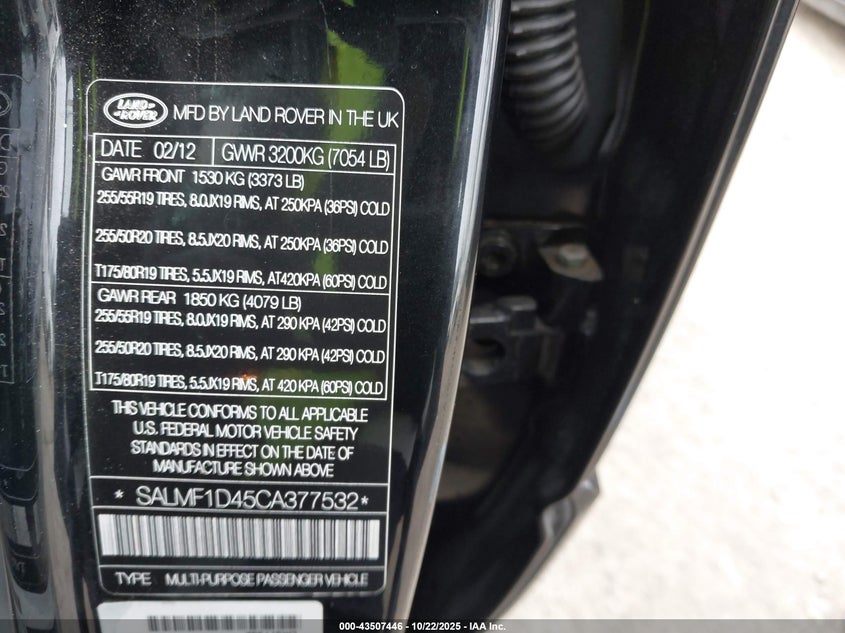 LAND ROVER
MFD BY LAND ROVER IN THE UK
DATE 02/12 GVWR 3200KG (7054 LB)
GAWR FRONT 1530 KG (3373 LB)
255/55R19 TIRES, 8.0JX19 RIMS, AT 250KPA (36PSI) COLD
255/50R20 TIRES, 8.5JX20 RIMS, AT 250KPA (36PSI) COLD
T175/80R19 TIRES, 5.5JX19 RIMS, AT420KPA (60PSI) COLD
GAWR REAR 1850 KG (4079 LB)
255/55R19 TIRES, 8.0JX19 RIMS, AT 290 KPA (42PSI) COLD
255/50R20 TIRES, 8.5JX20 RIMS, AT 290 KPA (42PSI) COLD
T175/80R19 TIRES, 5.5JX19 RIMS, AT 420 KPA (60PSI) COLD
THIS VEHICLE CONFORMS TO ALL APPLICABLE
U.S. FEDERAL MOTOR VEHICLE SAFETY
STANDARDS IN EFFECT ON THE DATE OF
MANUFACTURE SHOWN ABOVE
* SALMF1D45CA377532 *
TYPE MULTI-PURPOSE PASSENGER VEHICLE
000-43507446 - 10/22/2025 - IAA Inc.